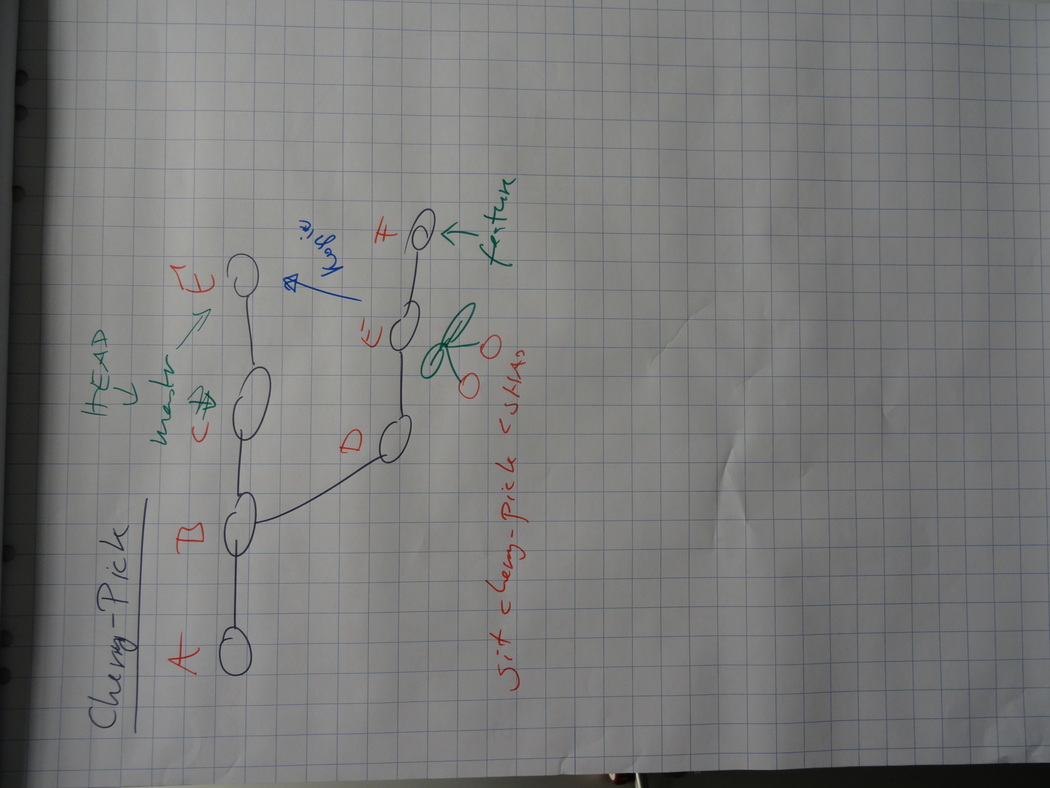 Cherry-Pick
HEAD
master
A B C E'
Kopie
D E F
feature
git cherry-pick <SHA>